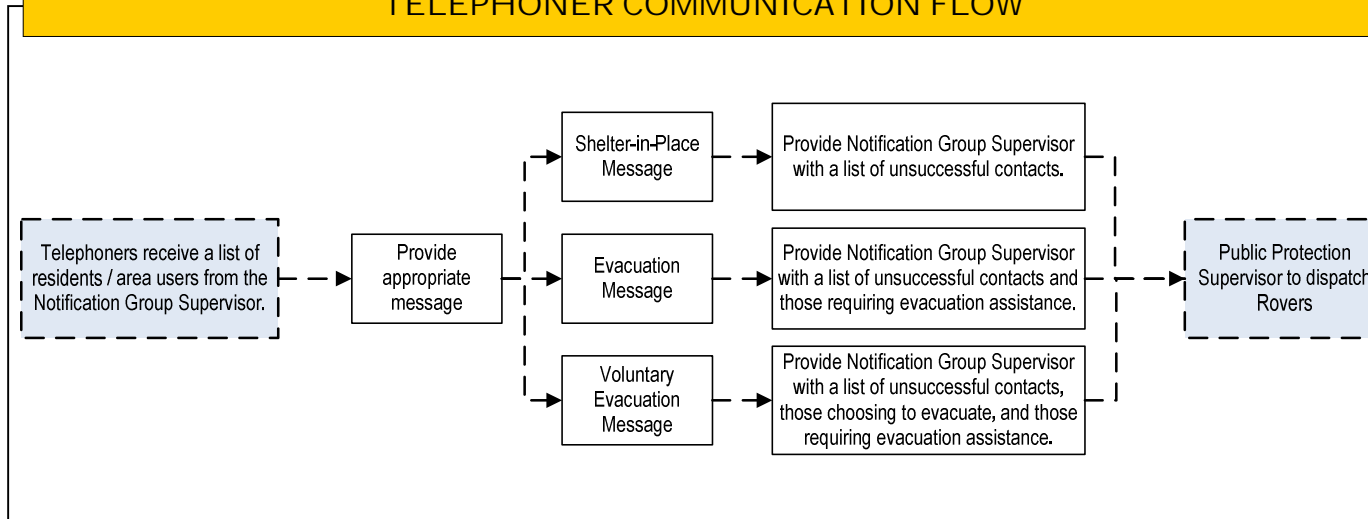 TELEPHONER COMMUNICATION FLOW
Telephoners receive a list of
residents / area users from the
Notification Group Supervisor.
Provide
appropriate
message
Shelter-in-Place
Message
Provide Notification Group Supervisor
with a list of unsuccessful contacts.
Evacuation
Message
Provide Notification Group Supervisor
with a list of unsuccessful contacts and
those requiring evacuation assistance.
Voluntary
Evacuation
Message
Provide Notification Group Supervisor
with a list of unsuccessful contacts,
those choosing to evacuate, and those
requiring evacuation assistance.
Public Protection
Supervisor to dispatch
Rovers